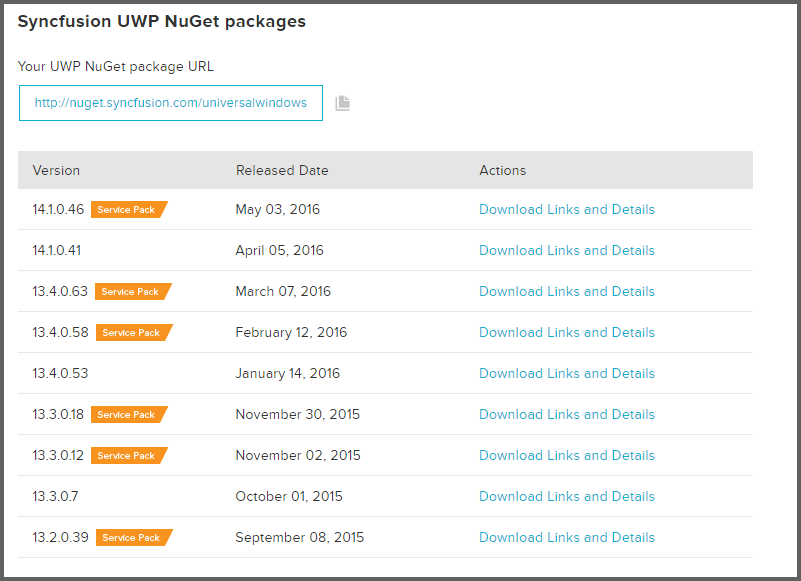 Syncfusion UWP NuGet packages
Your UWP NuGet package URL
http://nuget.syncfusion.com/universalwindows
Version Released Date Actions
14.1.0.46 Service Pack May 03, 2016 Download Links and Details
14.1.0.41 April 05, 2016 Download Links and Details
13.4.0.63 Service Pack March 07, 2016 Download Links and Details
13.4.0.58 Service Pack February 12, 2016 Download Links and Details
13.4.0.53 January 14, 2016 Download Links and Details
13.3.0.18 Service Pack November 30, 2015 Download Links and Details
13.3.0.12 Service Pack November 02, 2015 Download Links and Details
13.3.0.7 October 01, 2015 Download Links and Details
13.2.0.39 Service Pack September 08, 2015 Download Links and Details